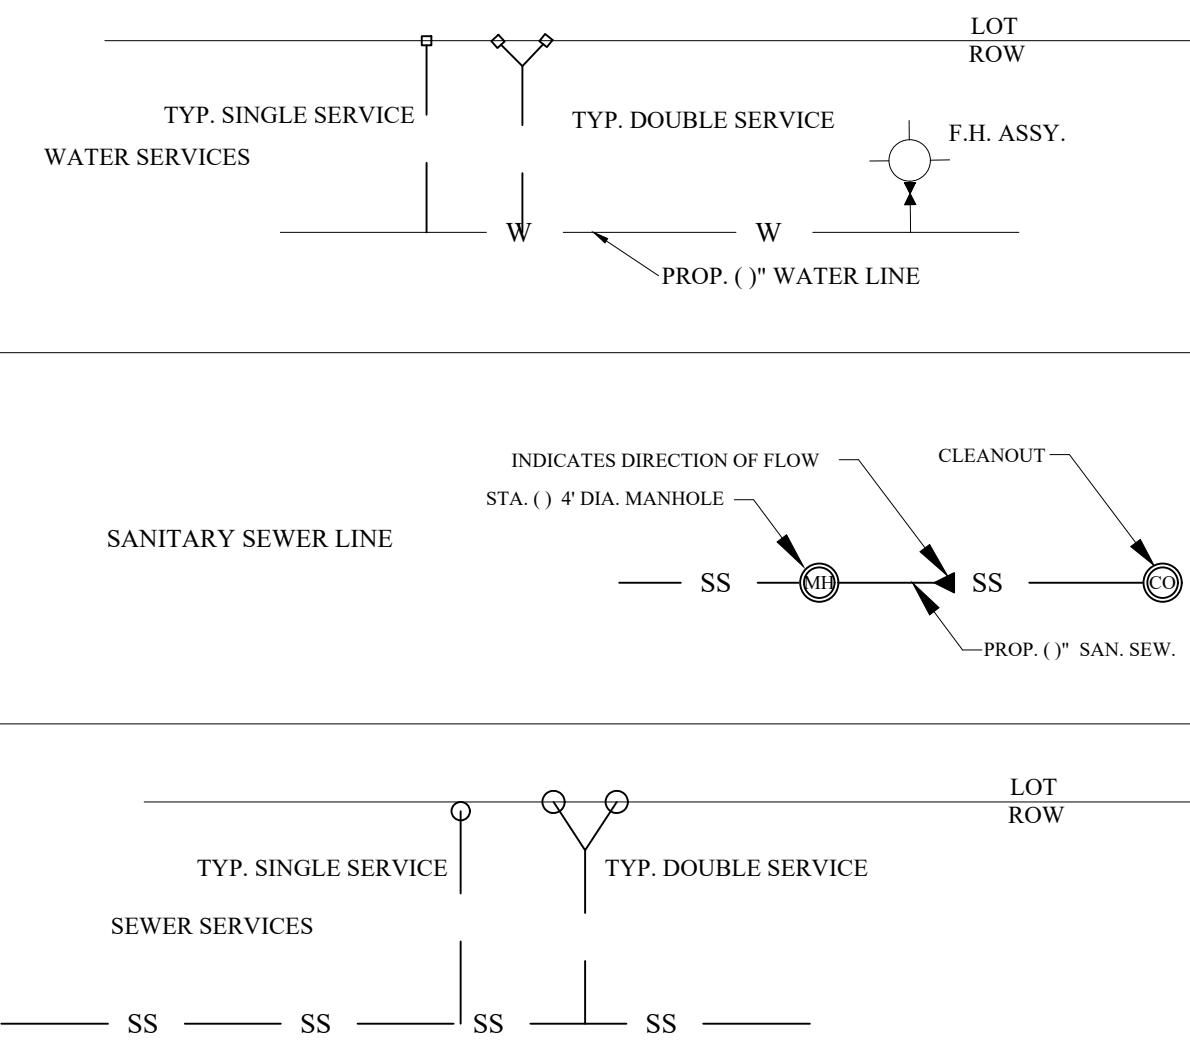 LOT
ROW
TYP. SINGLE SERVICE
TYP. DOUBLE SERVICE
F.H. ASSY.
WATER SERVICES
W
W
PROP. ( )" WATER LINE
INDICATES DIRECTION OF FLOW
CLEANOUT
STA. ( ) 4' DIA. MANHOLE
SANITARY SEWER LINE
SS
MH
SS
CO
PROP. ( )" SAN. SEW.
LOT
ROW
TYP. SINGLE SERVICE
TYP. DOUBLE SERVICE
SEWER SERVICES
SS
SS
SS
SS